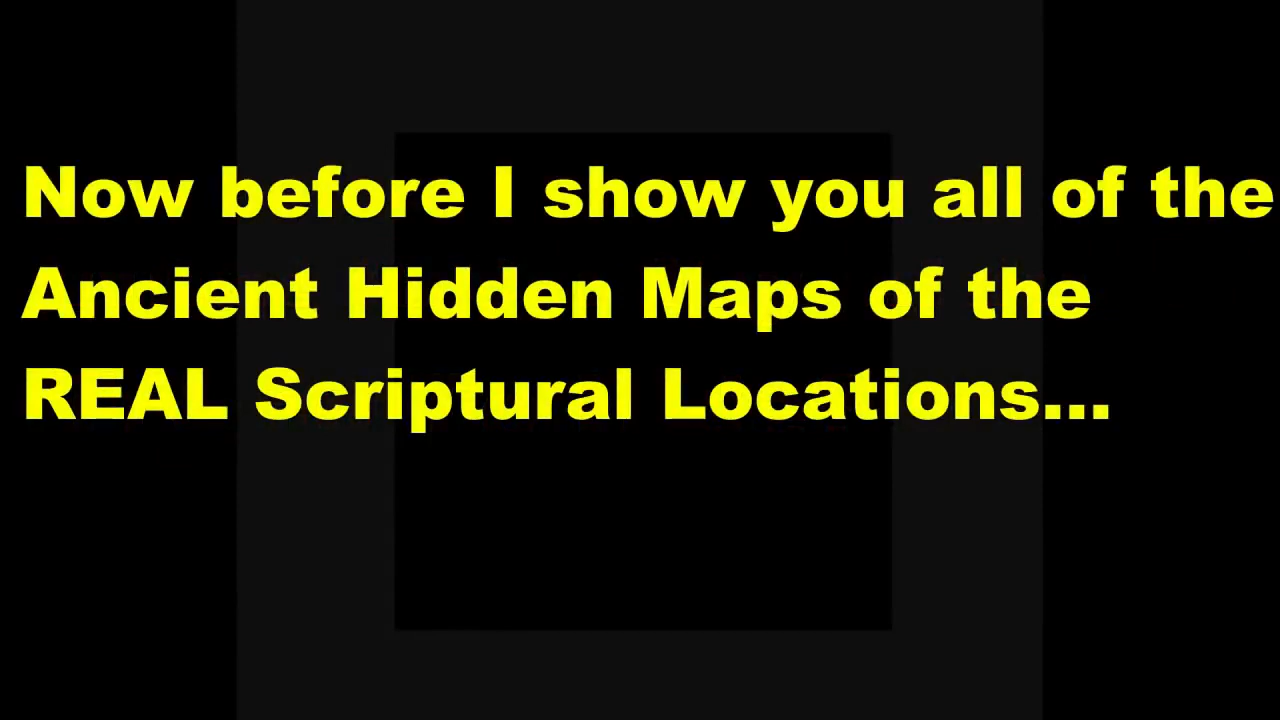 Now before I show you all of the
Ancient Hidden Maps of the
REAL Scriptural Locations...